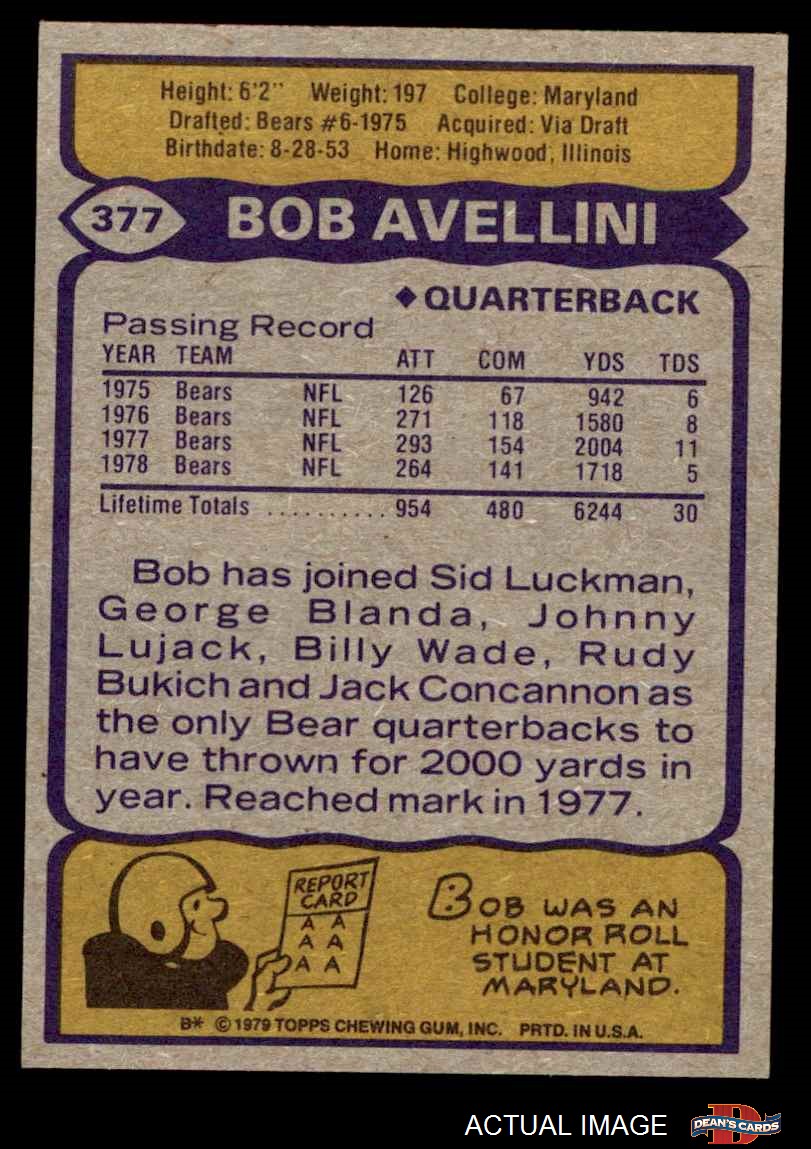 Height: 6'2" Weight: 197 College: Maryland
Drafted: Bears #6-1975 Acquired: Via Draft
Birthdate: 8-28-53 Home: Highwood, Illinois
377 BOB AVELLINI
◆QUARTERBACK
Passing Record
YEAR TEAM ATT COM YDS TDS
1975 Bears NFL 126 67 942 6
1976 Bears NFL 271 118 1580 8
1977 Bears NFL 293 154 2004 11
1978 Bears NFL 264 141 1718 5
Lifetime Totals .......... 954 480 6244 30
Bob has joined Sid Luckman,
George Blanda, Johnny
Lujack, Billy Wade, Rudy
Bukich and Jack Concannon as
the only Bear quarterbacks to
have thrown for 2000 yards in
year. Reached mark in 1977.
REPORT
CARD
A A
A A
A A
BOB WAS AN
HONOR ROLL
STUDENT AT
MARYLAND.
B* ©1979 TOPPS CHEWING GUM, INC. PRTD. IN U.S.A.
ACTUAL IMAGE
D
DEAN'S CARDS